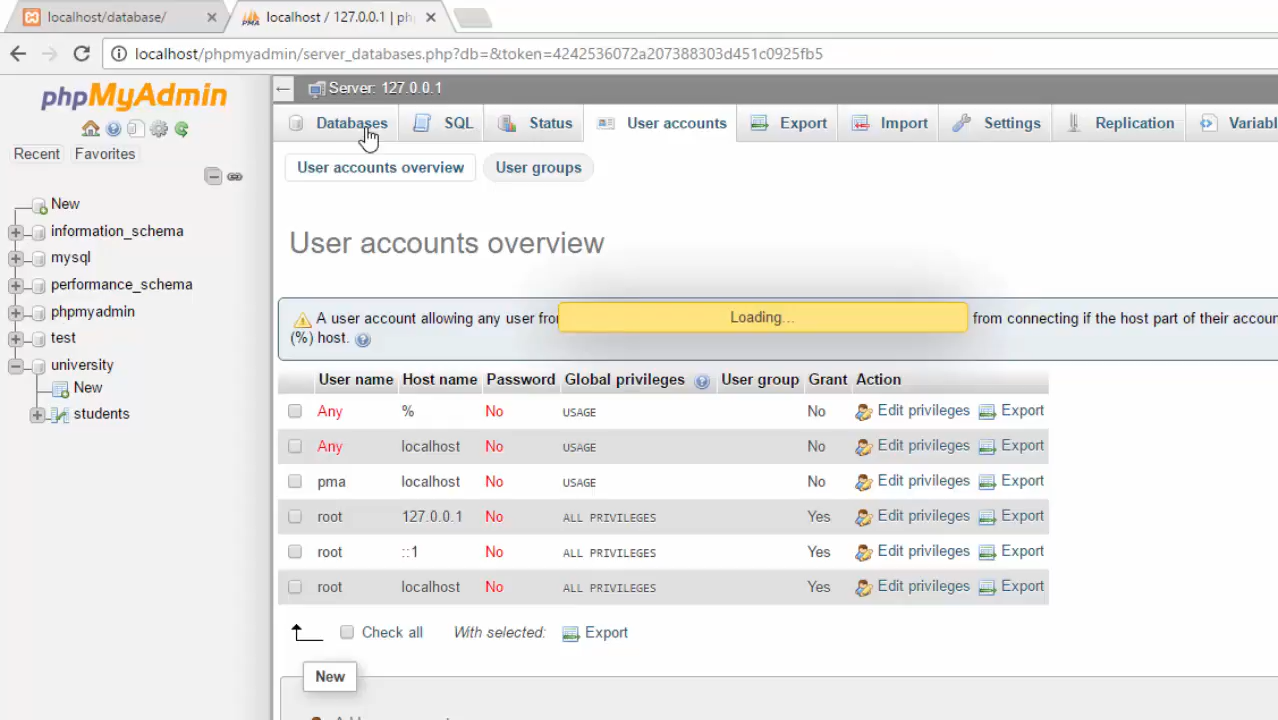 localhost/database/
localhost / 127.0.0.1 | ph
localhost/phpmyadmin/server_databases.php?db=&token=4242536072a207388303d451c0925fb5
phpMyAdmin
Recent Favorites
New
information_schema
mysql
performance_schema
phpmyadmin
test
university
New
students
Server: 127.0.0.1
Databases SQL Status User accounts Export Import Settings Replication Variabl
User accounts overview User groups
User accounts overview
A user account allowing any user fro
Loading...
from connecting if the host part of their accoun
(%) host.
User name Host name Password Global privileges User group Grant Action
Any % No USAGE No Edit privileges Export
Any localhost No USAGE No Edit privileges Export
pma localhost No USAGE No Edit privileges Export
root 127.0.0.1 No ALL PRIVILEGES Yes Edit privileges Export
root ::1 No ALL PRIVILEGES Yes Edit privileges Export
root localhost No ALL PRIVILEGES Yes Edit privileges Export
Check all With selected: Export
New